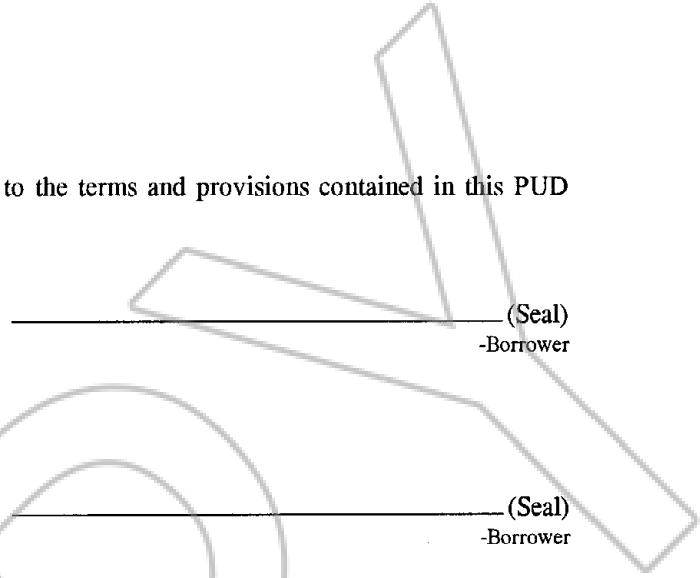 to the terms and provisions contained in this PUD
(Seal)
-Borrower
(Seal)
-Borrower